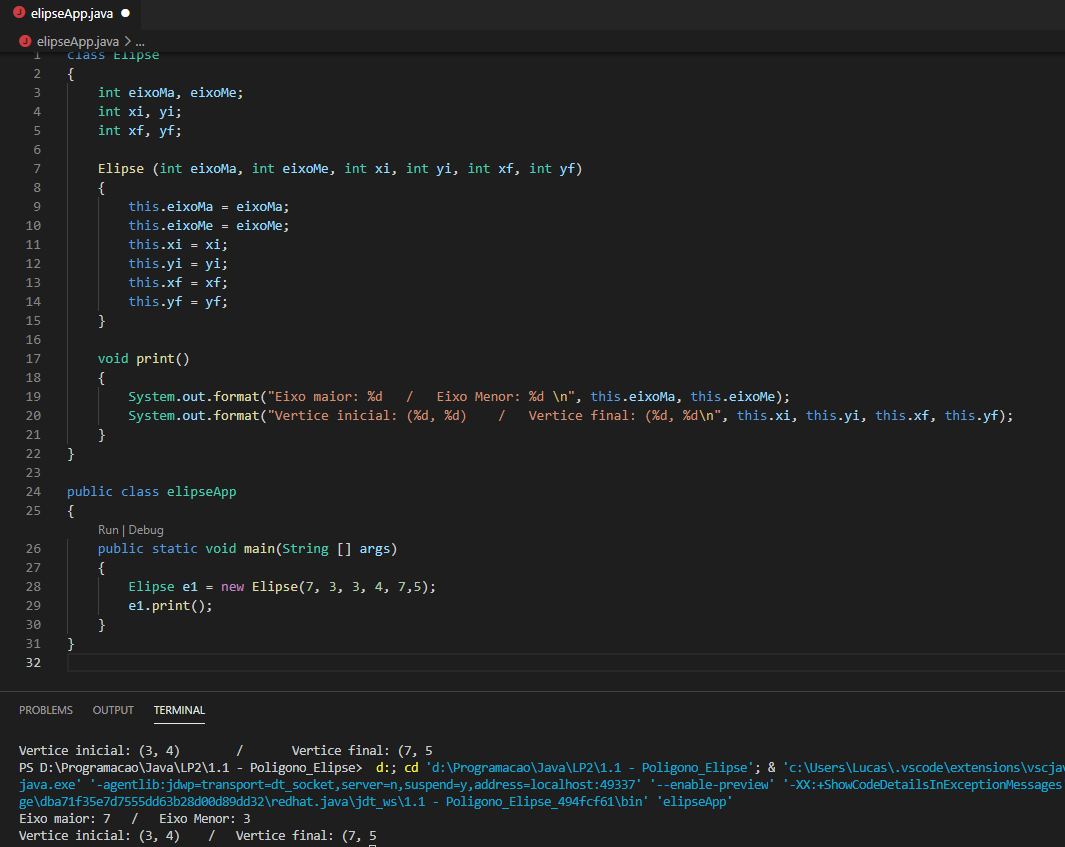 elipseApp.java
elipseApp.java > ...
1 class Elipse
2 {
3 int eixoMa, eixoMe;
4 int xi, yi;
5 int xf, yf;
6
7 Elipse (int eixoMa, int eixoMe, int xi, int yi, int xf, int yf)
8 {
9 this.eixoMa = eixoMa;
10 this.eixoMe = eixoMe;
11 this.xi = xi;
12 this.yi = yi;
13 this.xf = xf;
14 this.yf = yf;
15 }
16
17 void print()
18 {
19 System.out.format("Eixo maior: %d   /   Eixo Menor: %d \n", this.eixoMa, this.eixoMe);
20 System.out.format("Vertice inicial: (%d, %d)    /   Vertice final: (%d, %d\n", this.xi, this.yi, this.xf, this.yf);
21 }
22 }
23
24 public class elipseApp
25 {
Run | Debug
26 public static void main(String [] args)
27 {
28 Elipse e1 = new Elipse(7, 3, 3, 4, 7,5);
29 e1.print();
30 }
31 }
32
PROBLEMS OUTPUT TERMINAL
Vertice inicial: (3, 4)       /       Vertice final: (7, 5
PS D:\Programacao\Java\LP2\1.1 - Poligono_Elipse>  d:; cd 'd:\Programacao\Java\LP2\1.1 - Poligono_Elipse'; & 'c:\Users\Lucas\.vscode\extensions\vscjav
java.exe' '-agentlib:jdwp=transport=dt_socket,server=n,suspend=y,address=localhost:49337' '--enable-preview' '-XX:+ShowCodeDetailsInExceptionMessages
ge\dba71f35e7d7555dd63b28d00d89dd32\redhat.java\jdt_ws\1.1 - Poligono_Elipse_494fcf61\bin' 'elipseApp'
Eixo maior: 7   /   Eixo Menor: 3
Vertice inicial: (3, 4)    /   Vertice final: (7, 5